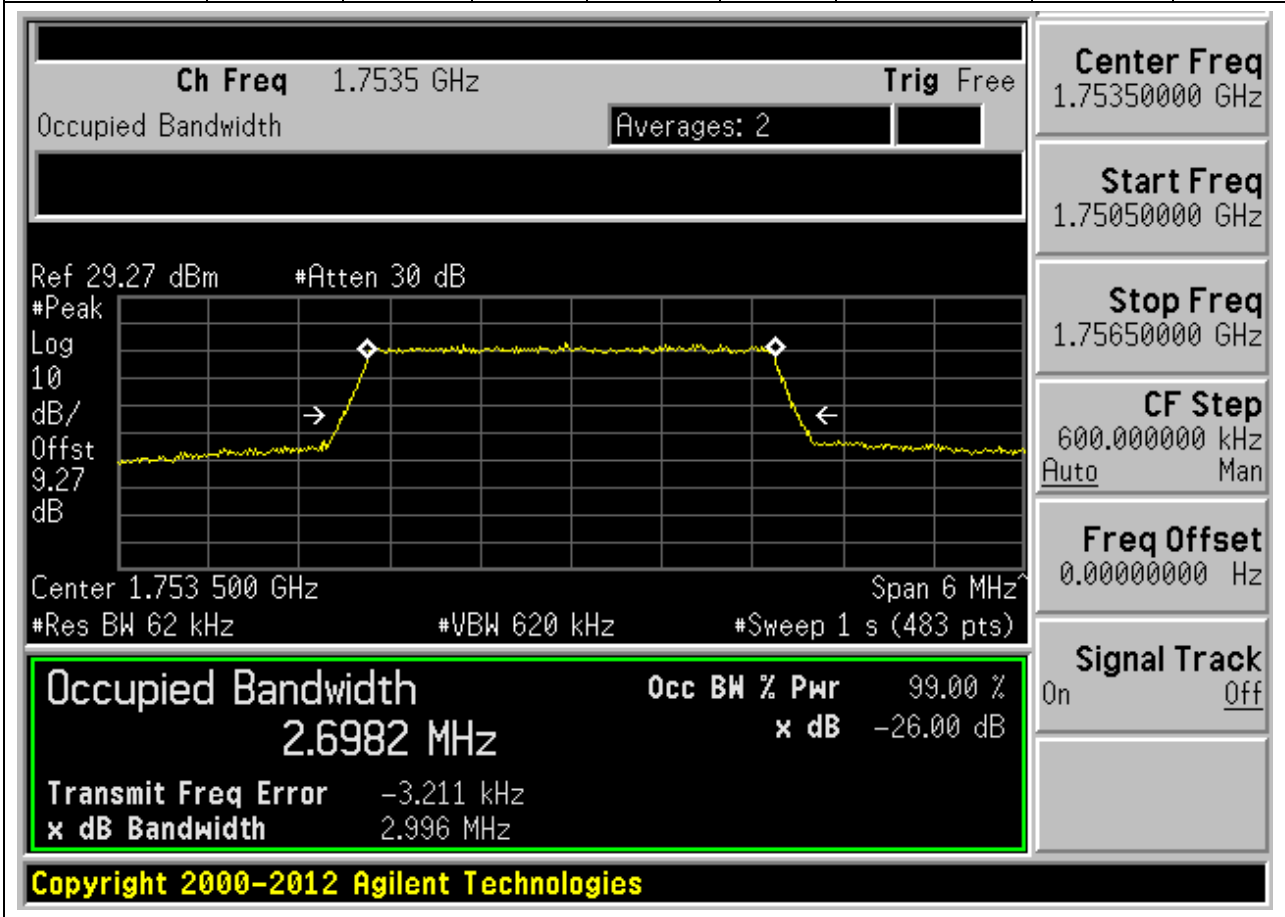 Ch Freq 1.7535 GHz Trig Free
Occupied Bandwidth Averages: 2
Ref 29.27 dBm #Atten 30 dB
#Peak
Log
10
dB/
Offst
9.27
dB
Center 1.753 500 GHz Span 6 MHz^
#Res BW 62 kHz #VBW 620 kHz #Sweep 1 s (483 pts)
Occupied Bandwidth Occ BW % Pwr 99.00 %
2.6982 MHz x dB -26.00 dB
Transmit Freq Error -3.211 kHz
x dB Bandwidth 2.996 MHz
Copyright 2000-2012 Agilent Technologies
Center Freq
1.75350000 GHz
Start Freq
1.75050000 GHz
Stop Freq
1.75650000 GHz
CF Step
600.000000 kHz
Auto Man
Freq Offset
0.00000000 Hz
Signal Track
On Off